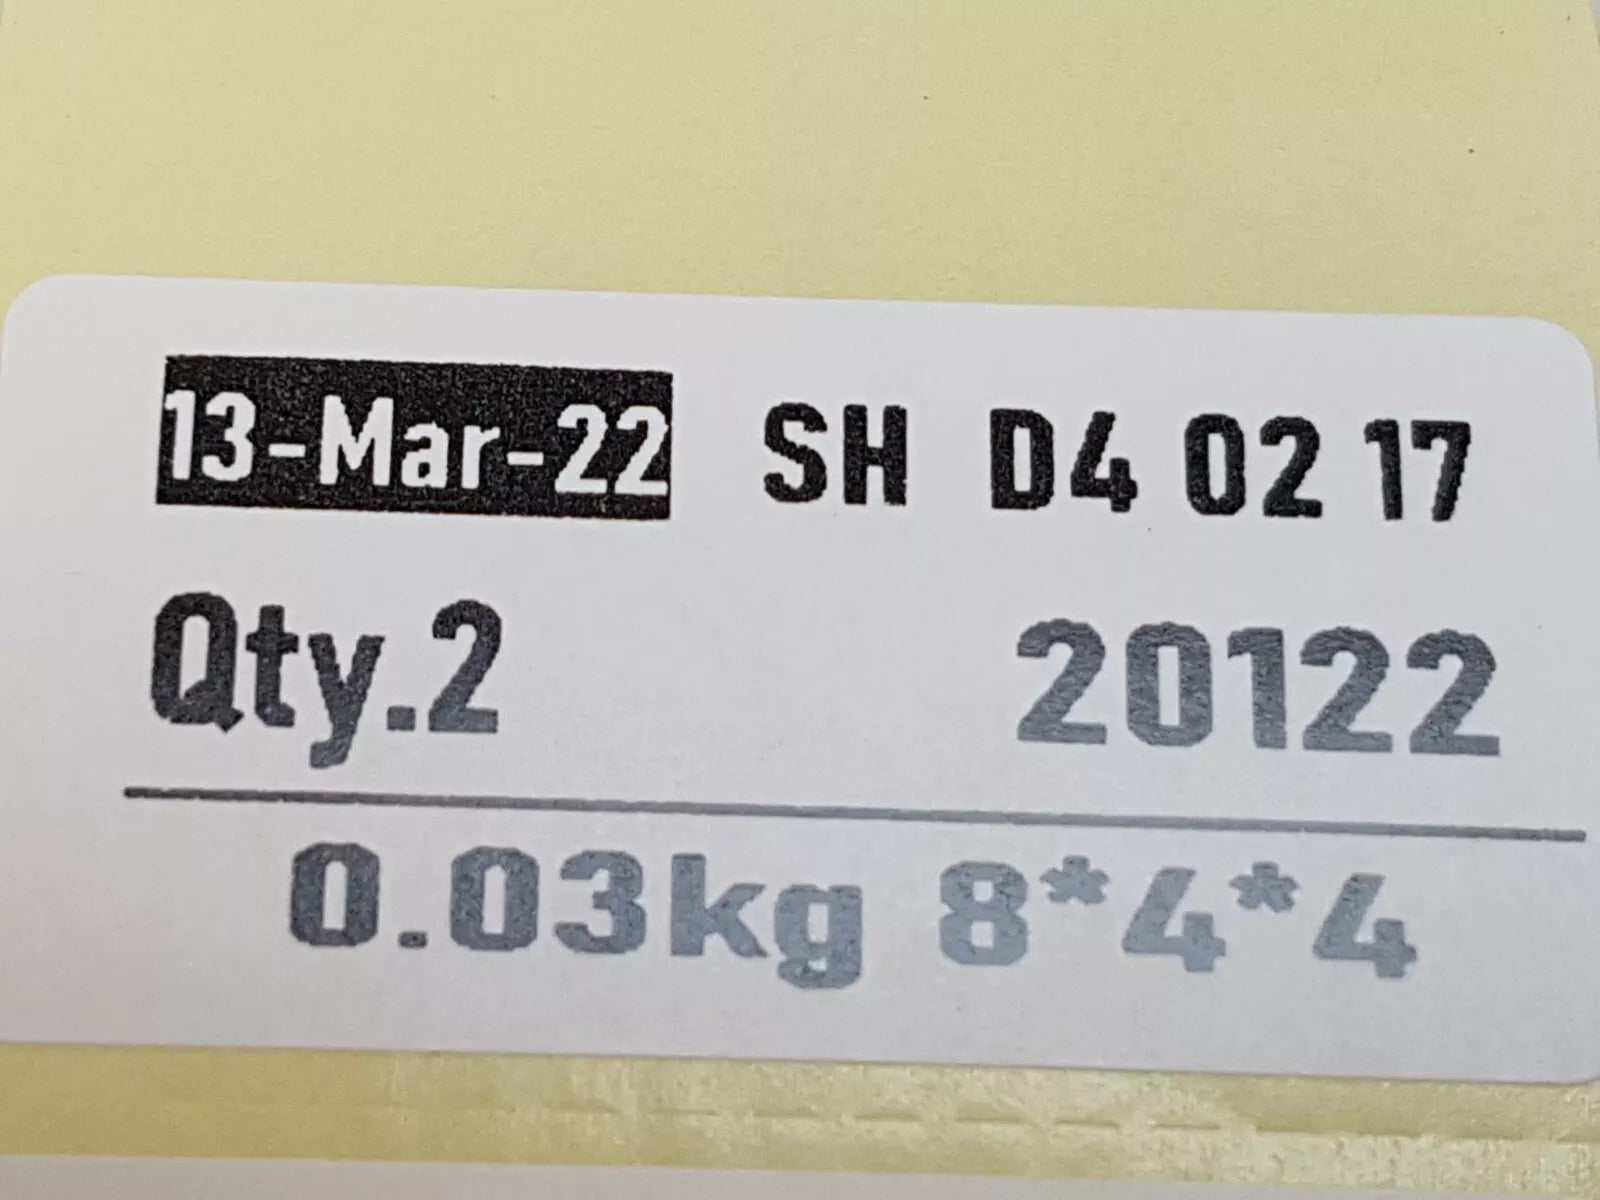 13-Mar-22 SH D4 02 17
Qty.2 20122
0.03kg 8*4*4